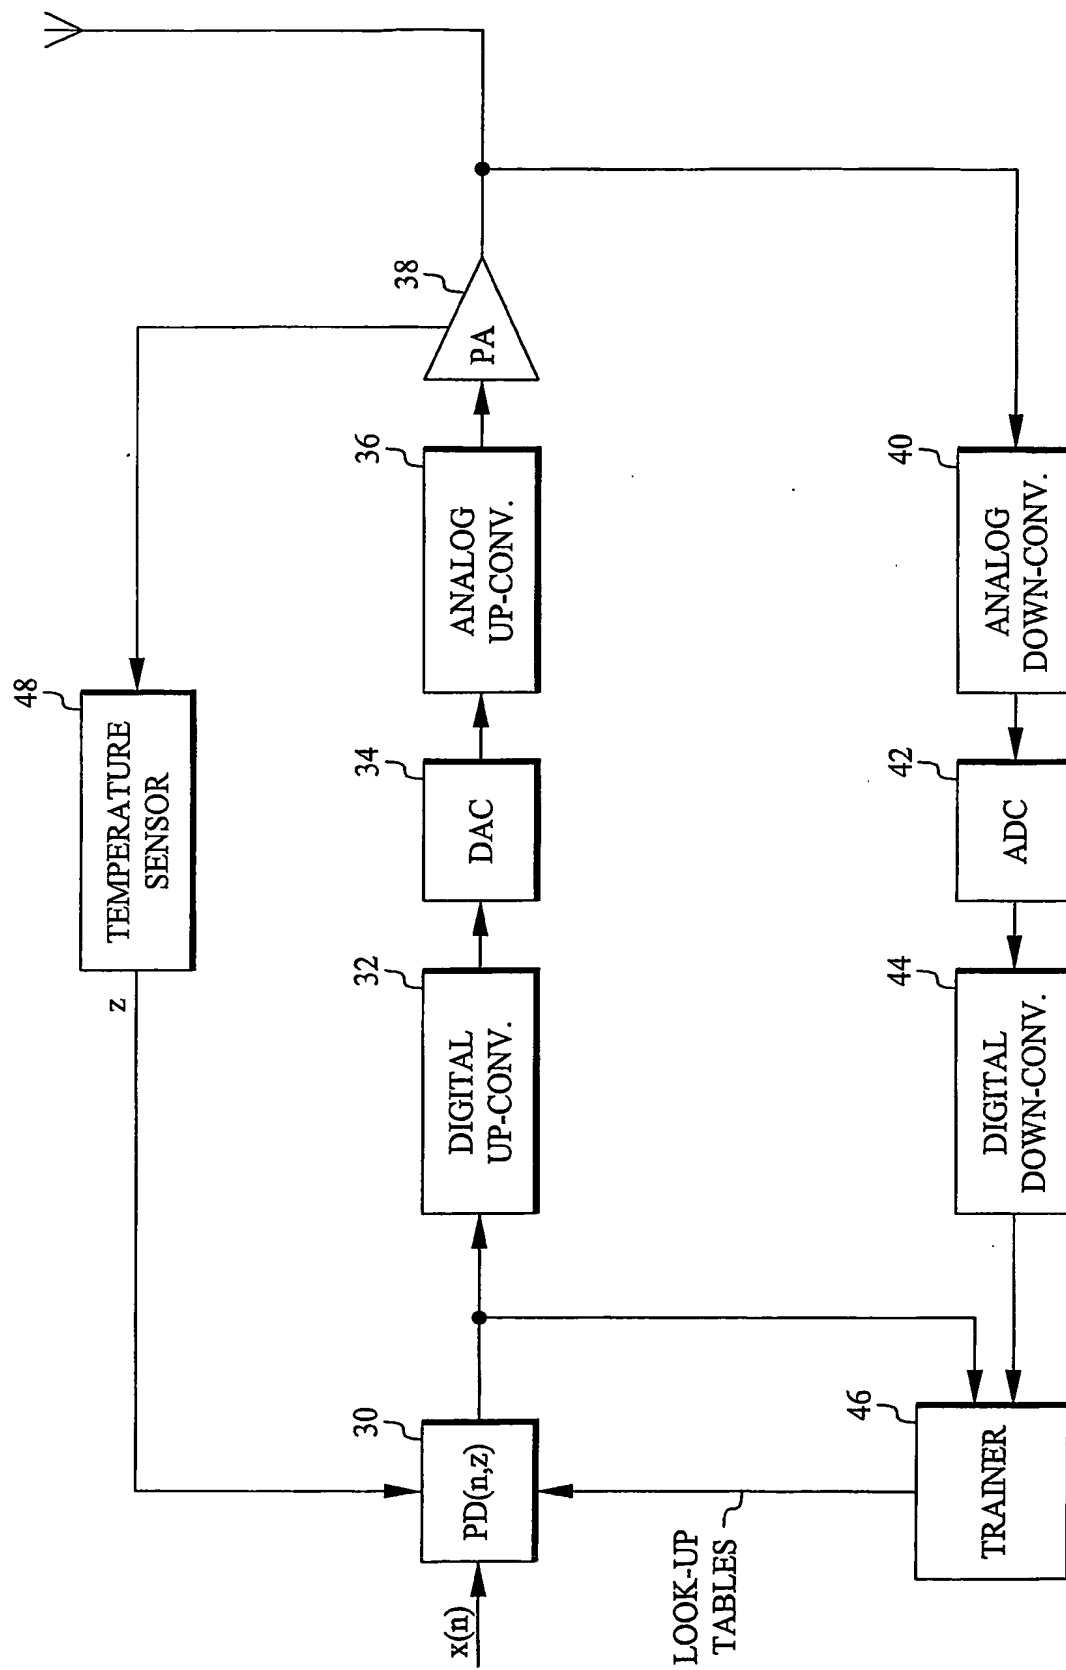 48
TEMPERATURE
SENSOR
z
x(n)
30
PD(n,z)
32
DIGITAL
UP-CONV.
34
DAC
36
ANALOG
UP-CONV.
38
PA
LOOK-UP
TABLES
46
TRAINER
44
DIGITAL
DOWN-CONV.
42
ADC
40
ANALOG
DOWN-CONV.